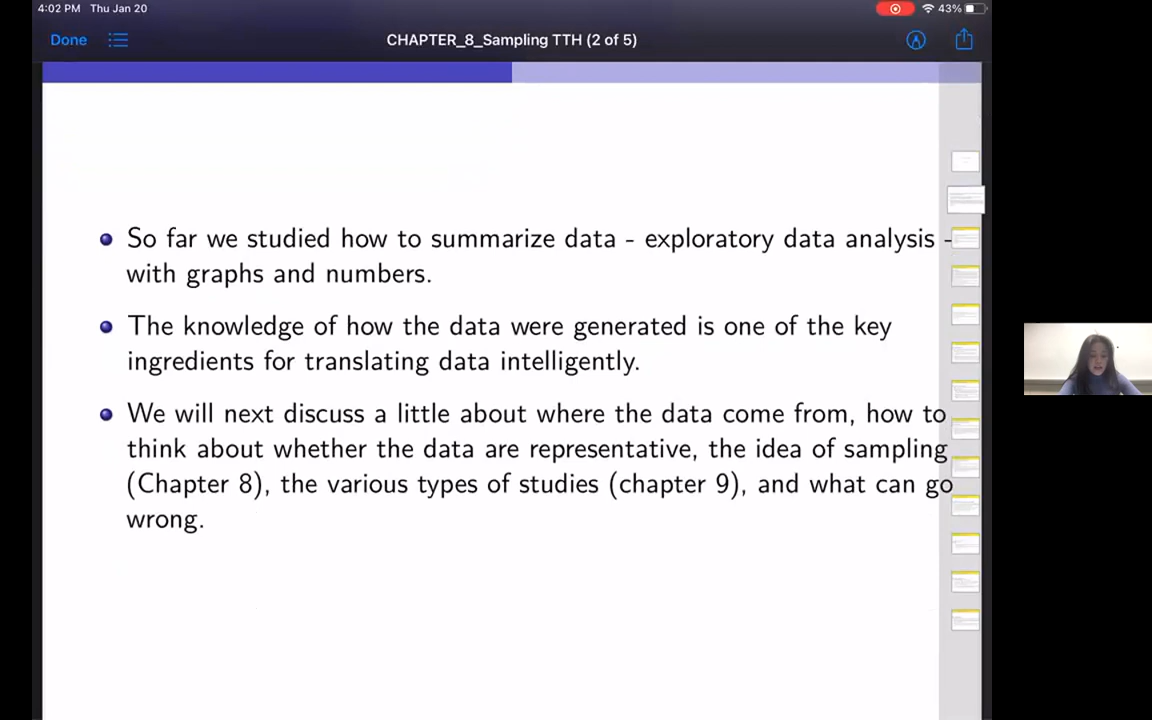 4:02 PM Thu Jan 20
43%
Done
CHAPTER_8_Sampling TTH (2 of 5)
So far we studied how to summarize data - exploratory data analysis -
with graphs and numbers.
The knowledge of how the data were generated is one of the key
ingredients for translating data intelligently.
We will next discuss a little about where the data come from, how to
think about whether the data are representative, the idea of sampling
(Chapter 8), the various types of studies (chapter 9), and what can go
wrong.